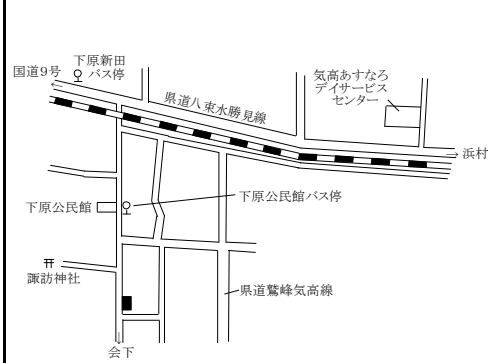 下原新田
バス停
国道9号
県道八束水勝見線
気高あすなろ
デイサービス
センター
浜村
下原公民館
下原公民館バス停
諏訪神社
県道鷲峰気高線
会下